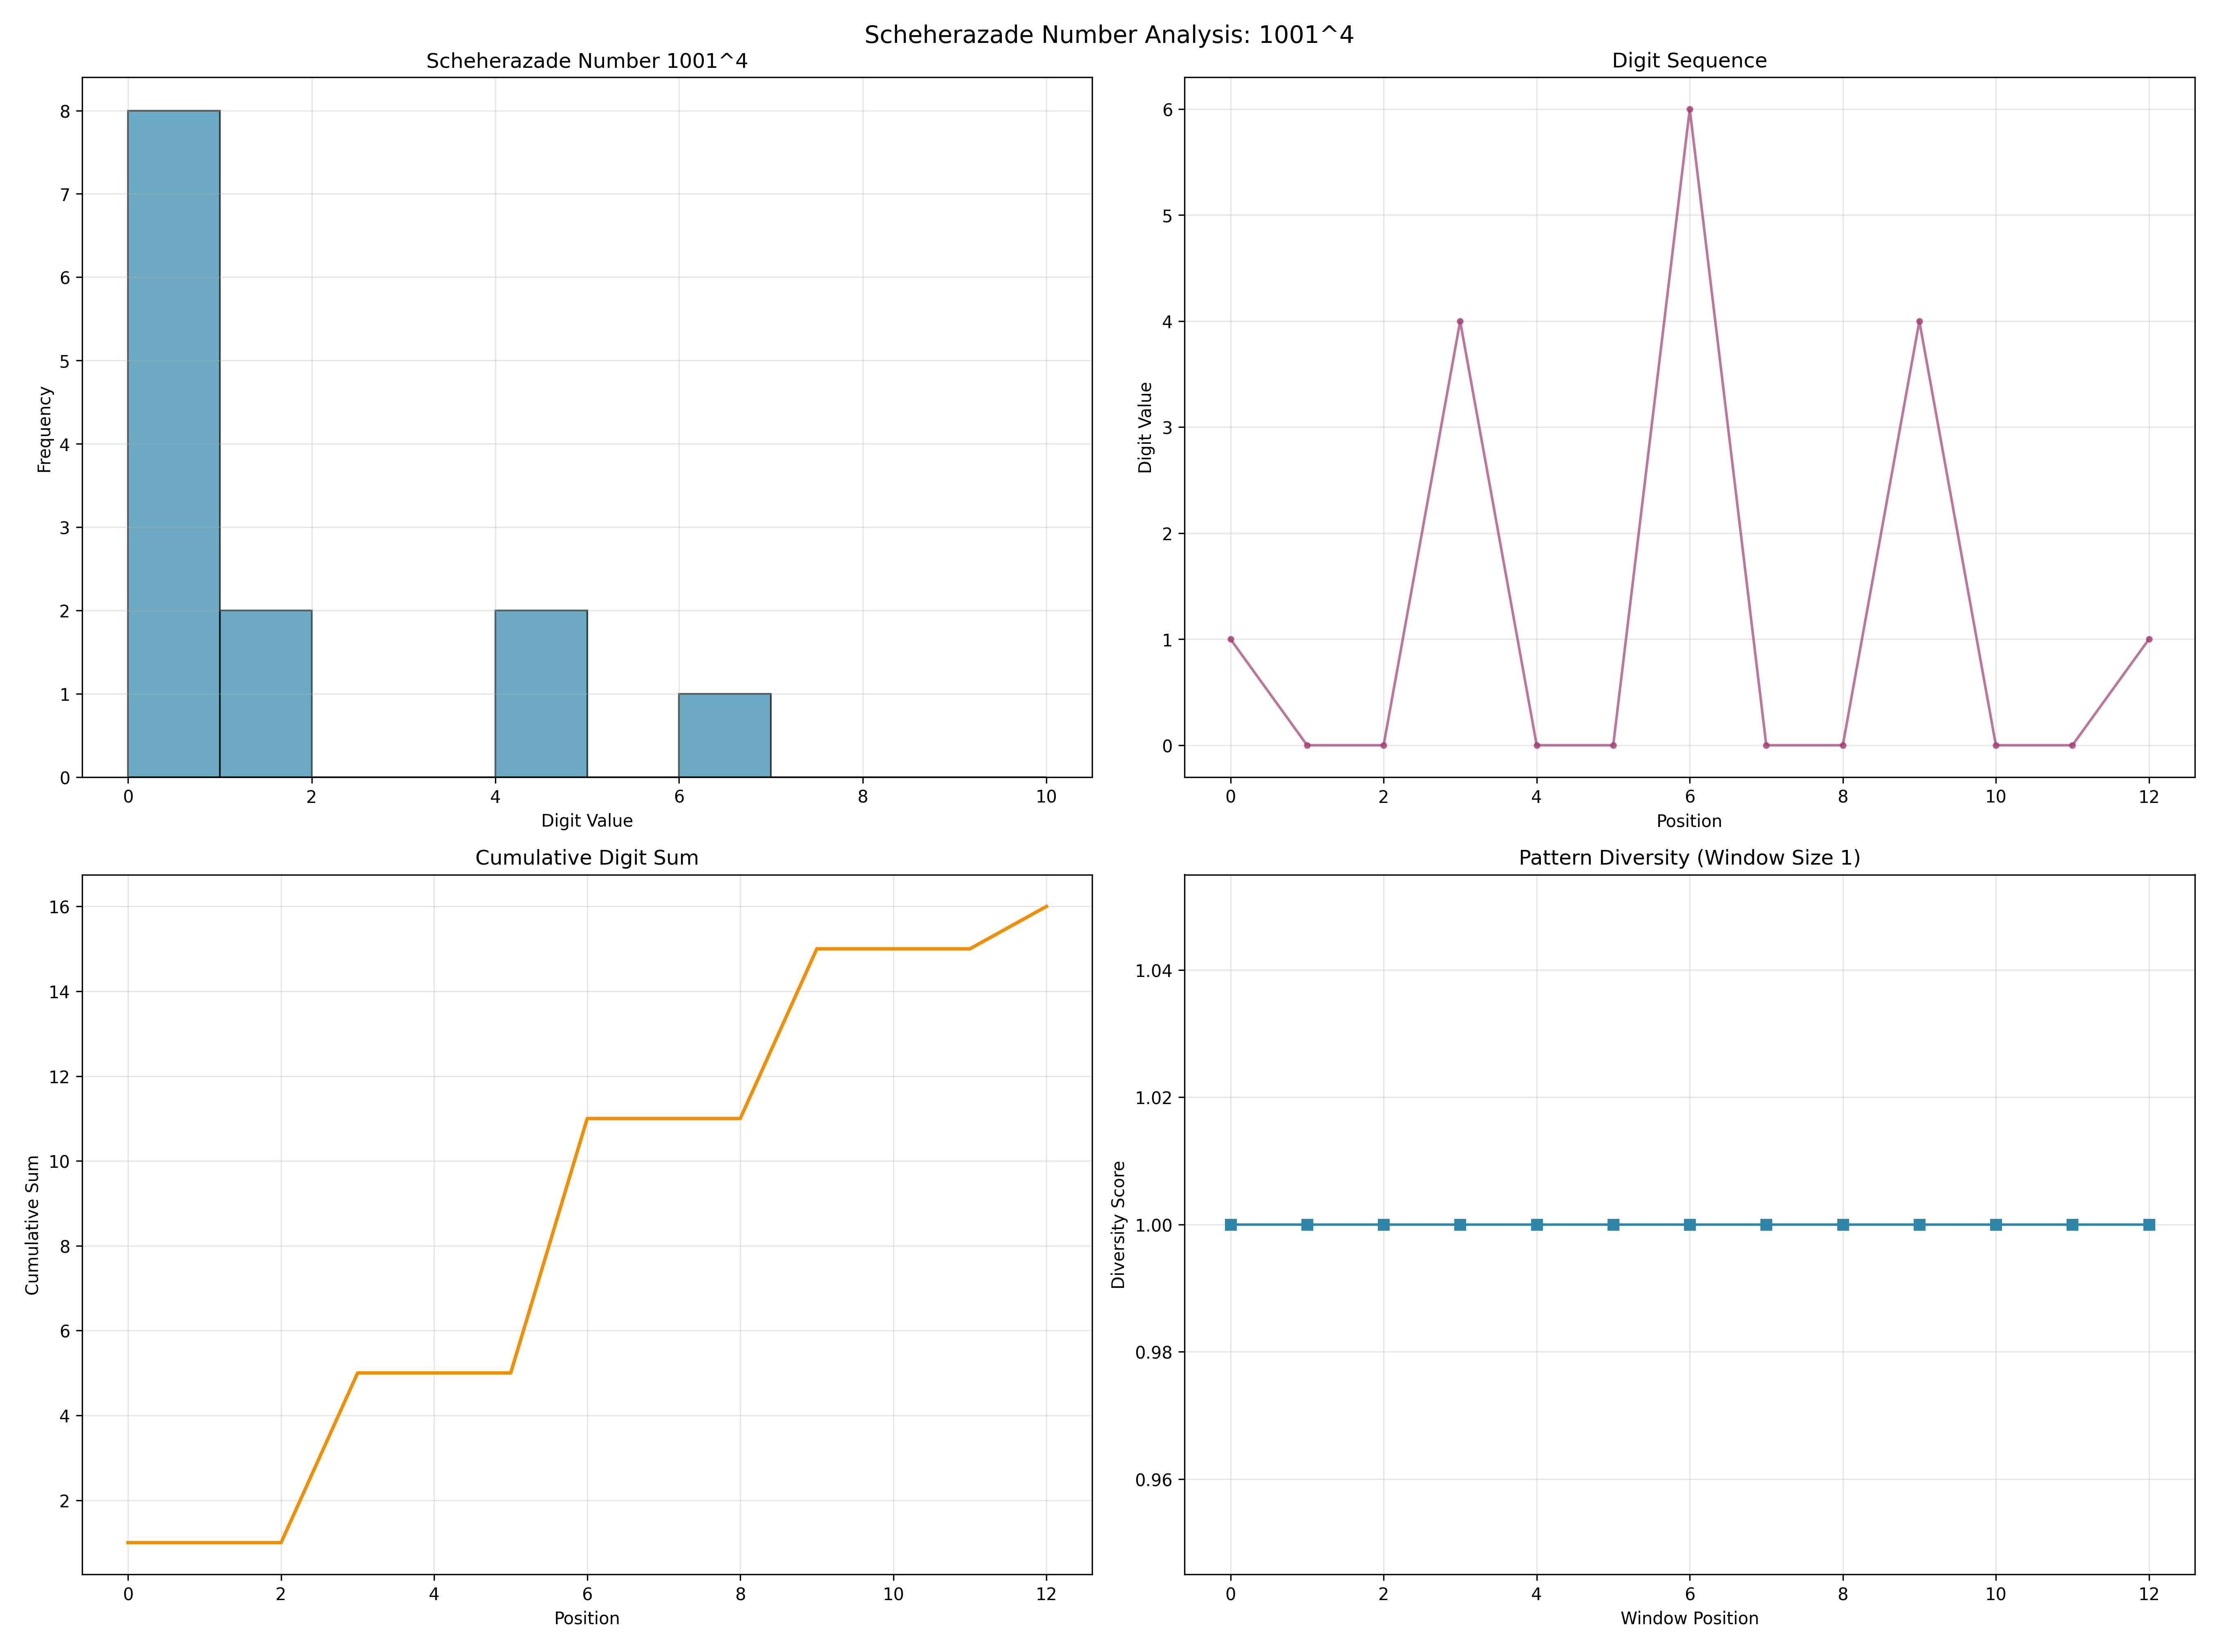 Scheherazade Number Analysis: 1001^4
Scheherazade Number 1001^4
8
7
6
5
4
3
2
1
0
Frequency
0 2 4 6 8 10
Digit Value
Digit Sequence
6
5
4
3
2
1
0
Digit Value
0 2 4 6 8 10 12
Position
Cumulative Digit Sum
16
14
12
10
8
6
4
2
Cumulative Sum
0 2 4 6 8 10 12
Position
Pattern Diversity (Window Size 1)
1.04
1.02
1.00
0.98
0.96
Diversity Score
0 2 4 6 8 10 12
Window Position